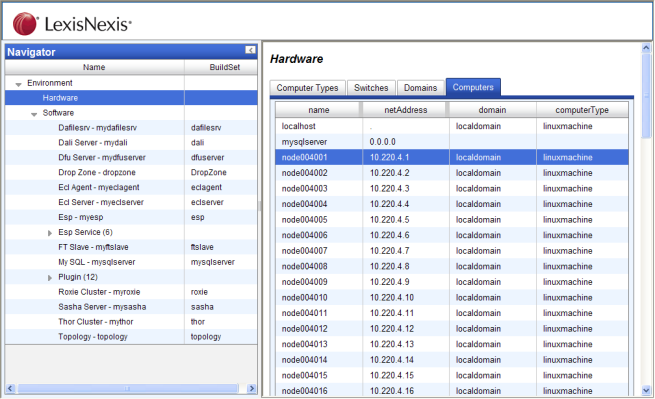 LexisNexis®
Navigator
Name BuildSet
Environment
Hardware
Software
Dafilesrv - mydafilesrv dafilesrv
Dali Server - mydali dali
Dfu Server - mydfuserver dfuserver
Drop Zone - dropzone DropZone
Ecl Agent - myeclagent eclagent
Ecl Server - myeclserver eclserver
Esp - myesp esp
Esp Service (6)
FT Slave - myftslave ftslave
My SQL - mysqlserver mysqlserver
Plugin (12)
Roxie Cluster - myroxie roxie
Sasha Server - mysasha sasha
Thor Cluster - mythor thor
Topology - topology topology
Hardware
Computer Types Switches Domains Computers
name netAddress domain computerType
localhost . localdomain linuxmachine
mysqlserver 0.0.0.0
node004001 10.220.4.1 localdomain linuxmachine
node004002 10.220.4.2 localdomain linuxmachine
node004003 10.220.4.3 localdomain linuxmachine
node004004 10.220.4.4 localdomain linuxmachine
node004005 10.220.4.5 localdomain linuxmachine
node004006 10.220.4.6 localdomain linuxmachine
node004007 10.220.4.7 localdomain linuxmachine
node004008 10.220.4.8 localdomain linuxmachine
node004009 10.220.4.9 localdomain linuxmachine
node004010 10.220.4.10 localdomain linuxmachine
node004011 10.220.4.11 localdomain linuxmachine
node004012 10.220.4.12 localdomain linuxmachine
node004013 10.220.4.13 localdomain linuxmachine
node004014 10.220.4.14 localdomain linuxmachine
node004015 10.220.4.15 localdomain linuxmachine
node004016 10.220.4.16 localdomain linuxmachine